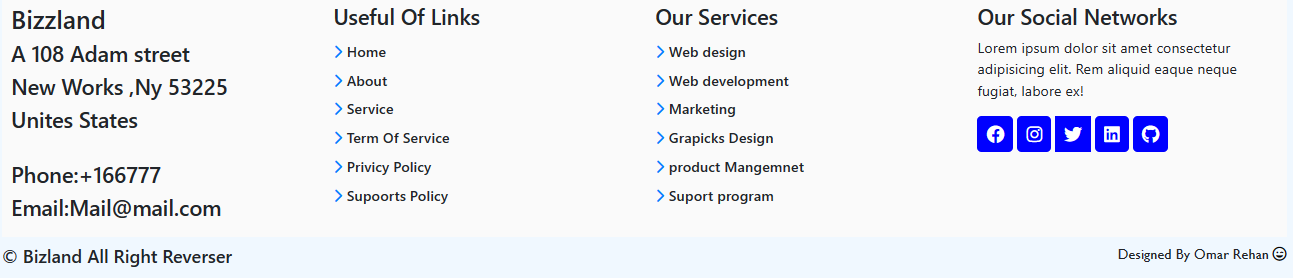 Bizzland
A 108 Adam street
New Works ,Ny 53225
Unites States
Phone:+166777
Email:Mail@mail.com
Useful Of Links
Home
About
Service
Term Of Service
Privicy Policy
Supoorts Policy
Our Services
Web design
Web development
Marketing
Grapicks Design
product Mangemnet
Suport program
Our Social Networks
Lorem ipsum dolor sit amet consectetur
adipisicing elit. Rem aliquid eaque neque
fugiat, labore ex!
© Bizland All Right Reverser
Designed By Omar Rehan